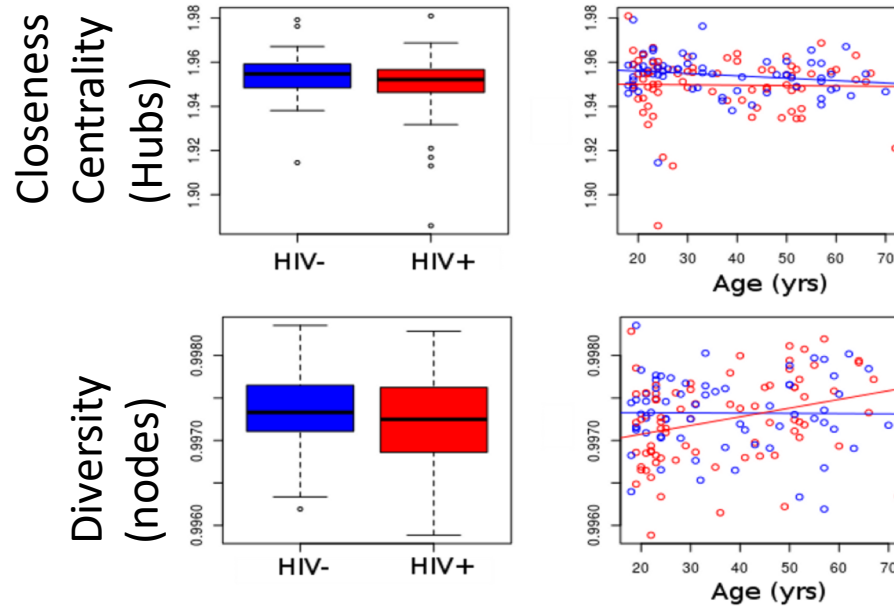 Closeness
Centrality
(Hubs)
1.98
1.96
1.94
1.92
1.90
HIV-
HIV+
1.98
1.96
1.94
1.92
1.90
20 30 40 50 60 70
Age (yrs)
Diversity
(nodes)
0.9980
0.9970
0.9960
HIV-
HIV+
0.9980
0.9970
0.9960
20 30 40 50 60 70
Age (yrs)